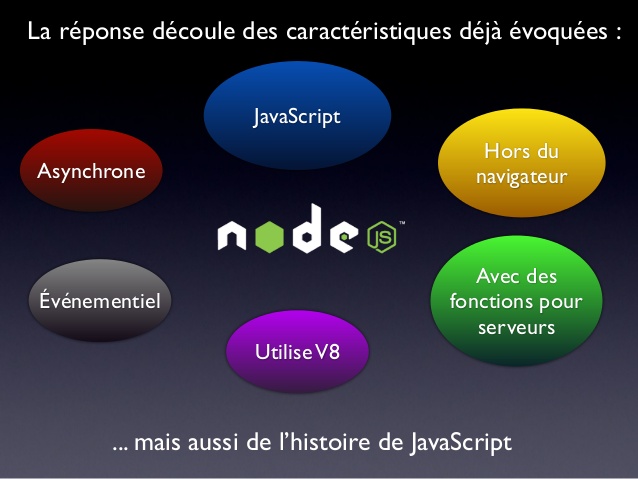 La réponse découle des caractéristiques déjà évoquées :
JavaScript
Hors du
navigateur
Asynchrone
node JS ™
Avec des
fonctions pour
serveurs
Événementiel
Utilise V8
... mais aussi de l’histoire de JavaScript